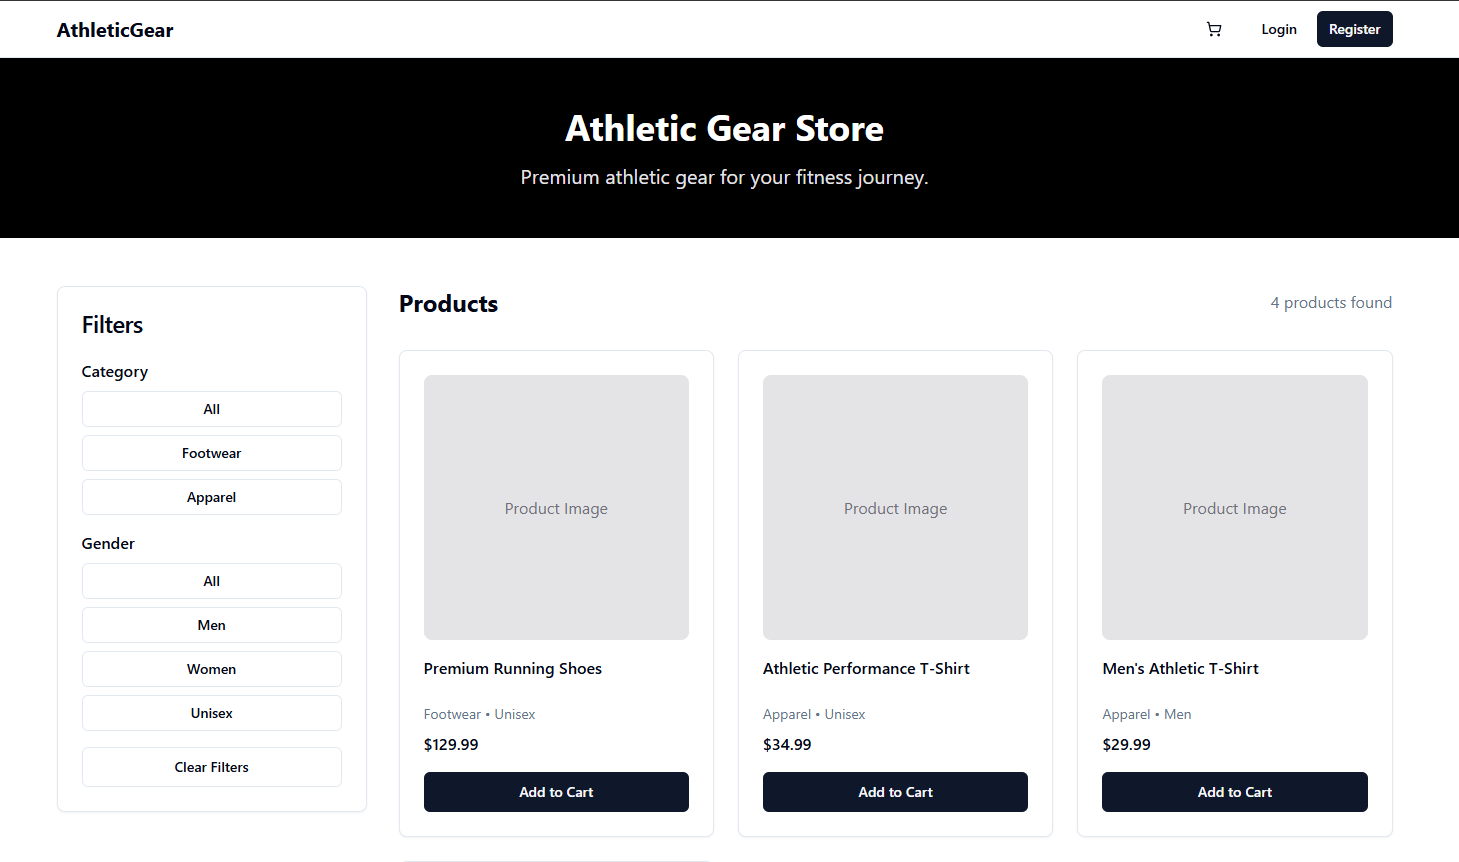 AthleticGear
Login
Register
Athletic Gear Store
Premium athletic gear for your fitness journey.
Filters
Category
All
Footwear
Apparel
Gender
All
Men
Women
Unisex
Clear Filters
Products
4 products found
Product Image
Premium Running Shoes
Footwear • Unisex
$129.99
Add to Cart
Product Image
Athletic Performance T-Shirt
Apparel • Unisex
$34.99
Add to Cart
Product Image
Men's Athletic T-Shirt
Apparel • Men
$29.99
Add to Cart